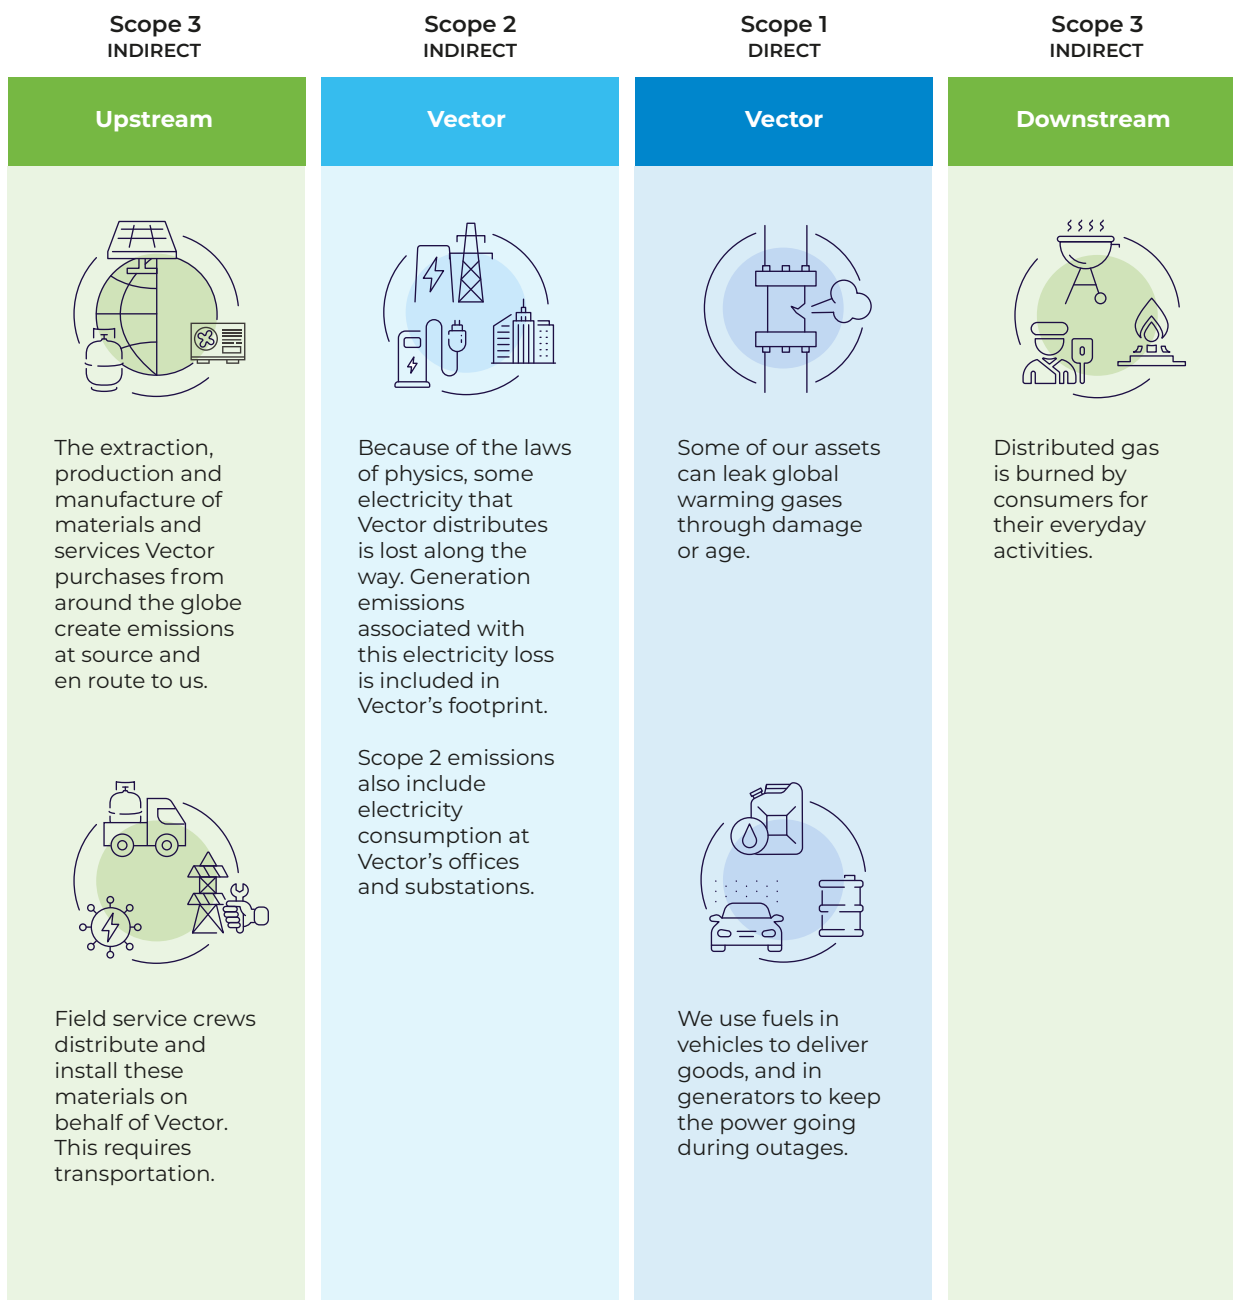 Scope 3
INDIRECT
Upstream
The extraction,
production and
manufacture of
materials and
services Vector
purchases from
around the globe
create emissions
at source and
en route to us.
Field service crews
distribute and
install these
materials on
behalf of Vector.
This requires
transportation.
Scope 2
INDIRECT
Vector
Because of the laws
of physics, some
electricity that
Vector distributes
is lost along the
way. Generation
emissions
associated with
this electricity loss
is included in
Vector’s footprint.
Scope 2 emissions
also include
electricity
consumption at
Vector’s offices
and substations.
Scope 1
DIRECT
Vector
Some of our assets
can leak global
warming gases
through damage
or age.
We use fuels in
vehicles to deliver
goods, and in
generators to keep
the power going
during outages.
Scope 3
INDIRECT
Downstream
Distributed gas
is burned by
consumers for
their everyday
activities.